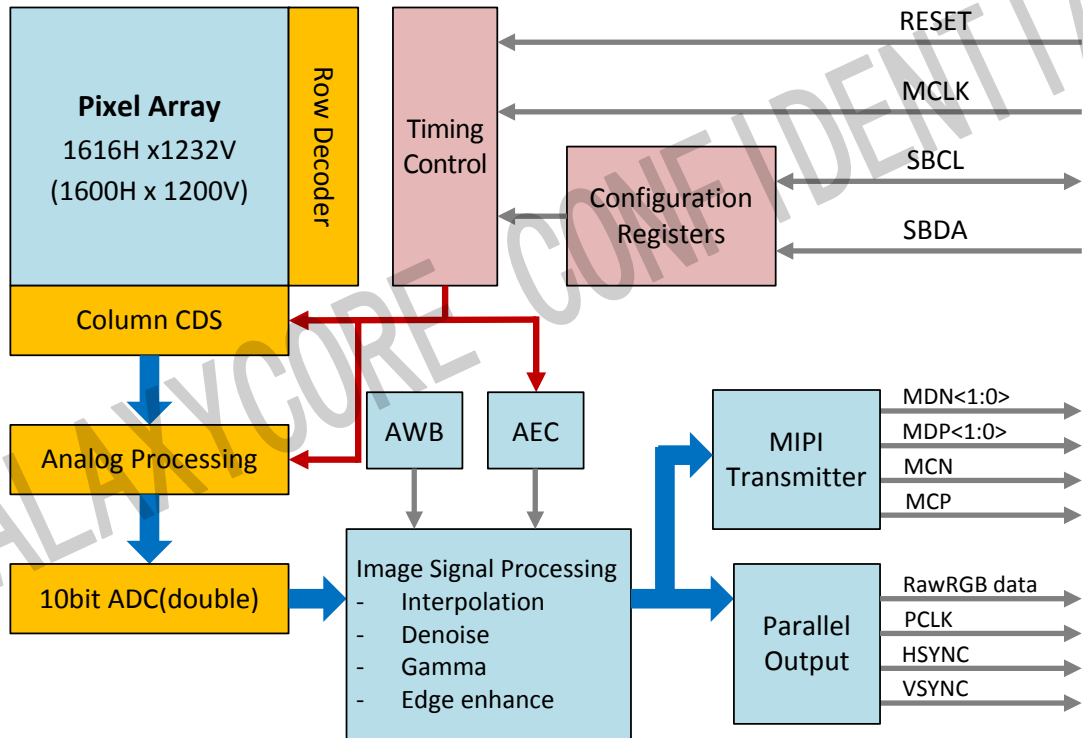 Pixel Array
1616H x1232V
(1600H x 1200V)
Row Decoder
Column CDS
Analog Processing
10bit ADC(double)
Timing
Control
Configuration
Registers
RESET
MCLK
SBCL
SBDA
AWB
AEC
Image Signal Processing
- Interpolation
- Denoise
- Gamma
- Edge enhance
MIPI
Transmitter
MDN<1:0>
MDP<1:0>
MCN
MCP
Parallel
Output
RawRGB data
PCLK
HSYNC
VSYNC
ALAXYCORE CONFIDENTIA